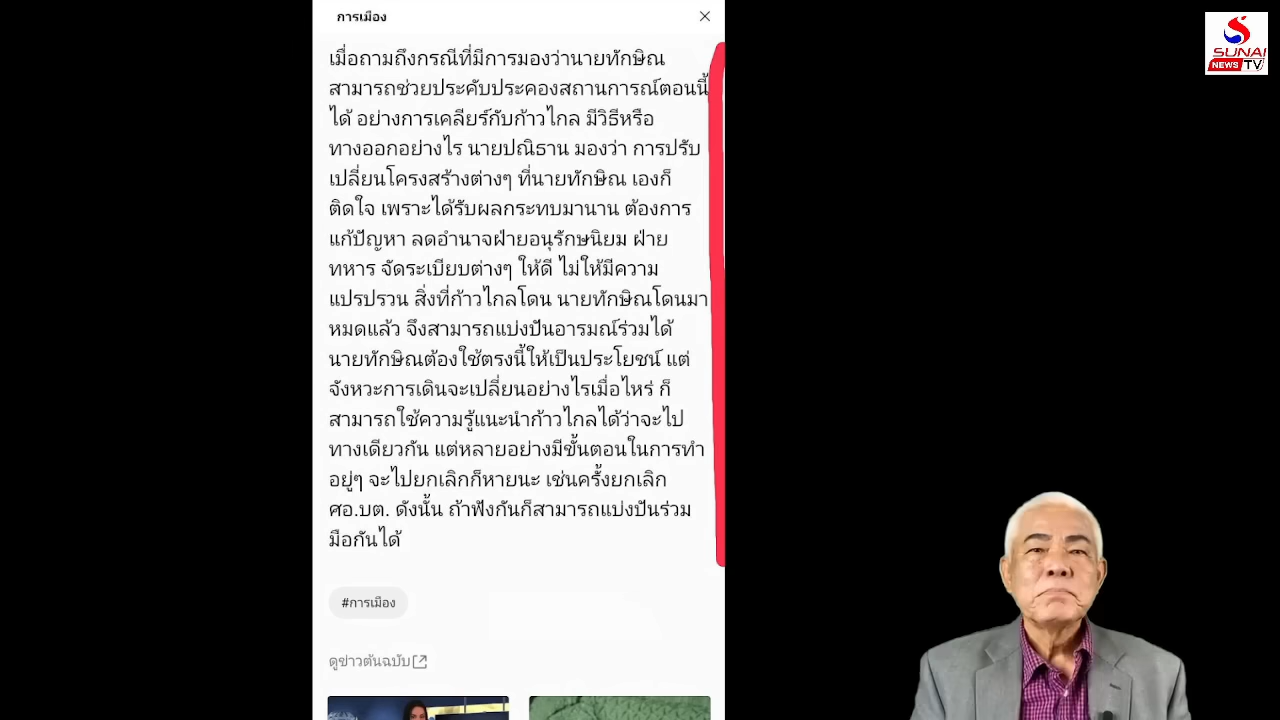 การเมือง
เมื่อถามถึงกรณีที่มีการมองว่านายทักษิณ
สามารถช่วยประคับประคองสถานการณ์ตอนนี้
ได้ อย่างการเคลียร์กับก้าวไกล มีวิธีหรือ
ทางออกอย่างไร นายปณิธาน มองว่า การปรับ
เปลี่ยนโครงสร้างต่างๆ ที่นายทักษิณ เองก็
ติดใจ เพราะได้รับผลกระทบมานาน ต้องการ
แก้ปัญหา ลดอำนาจฝ่ายอนุรักษนิยม ฝ่าย
ทหาร จัดระเบียบต่างๆ ให้ดี ไม่ให้มีความ
แปรปรวน สิ่งที่ก้าวไกลโดน นายทักษิณโดนมา
หมดแล้ว จึงสามารถแบ่งปันอารมณ์ร่วมได้
นายทักษิณต้องใช้ตรงนี้ให้เป็นประโยชน์ แต่
จังหวะการเดินจะเปลี่ยนอย่างไรเมื่อไหร่ ก็
สามารถใช้ความรู้แนะนำก้าวไกลได้ว่าจะไป
ทางเดียวกัน แต่หลายอย่างมีขั้นตอนในการทำ
อยู่ๆ จะไปยกเลิกก็หายนะ เช่นครั้งยกเลิก
ศอ.บต. ดังนั้น ถ้าฟังกันก็สามารถแบ่งปันร่วม
มือกันได้
#การเมือง
ดูข่าวต้นฉบับ
SUNAI
NEWS TV